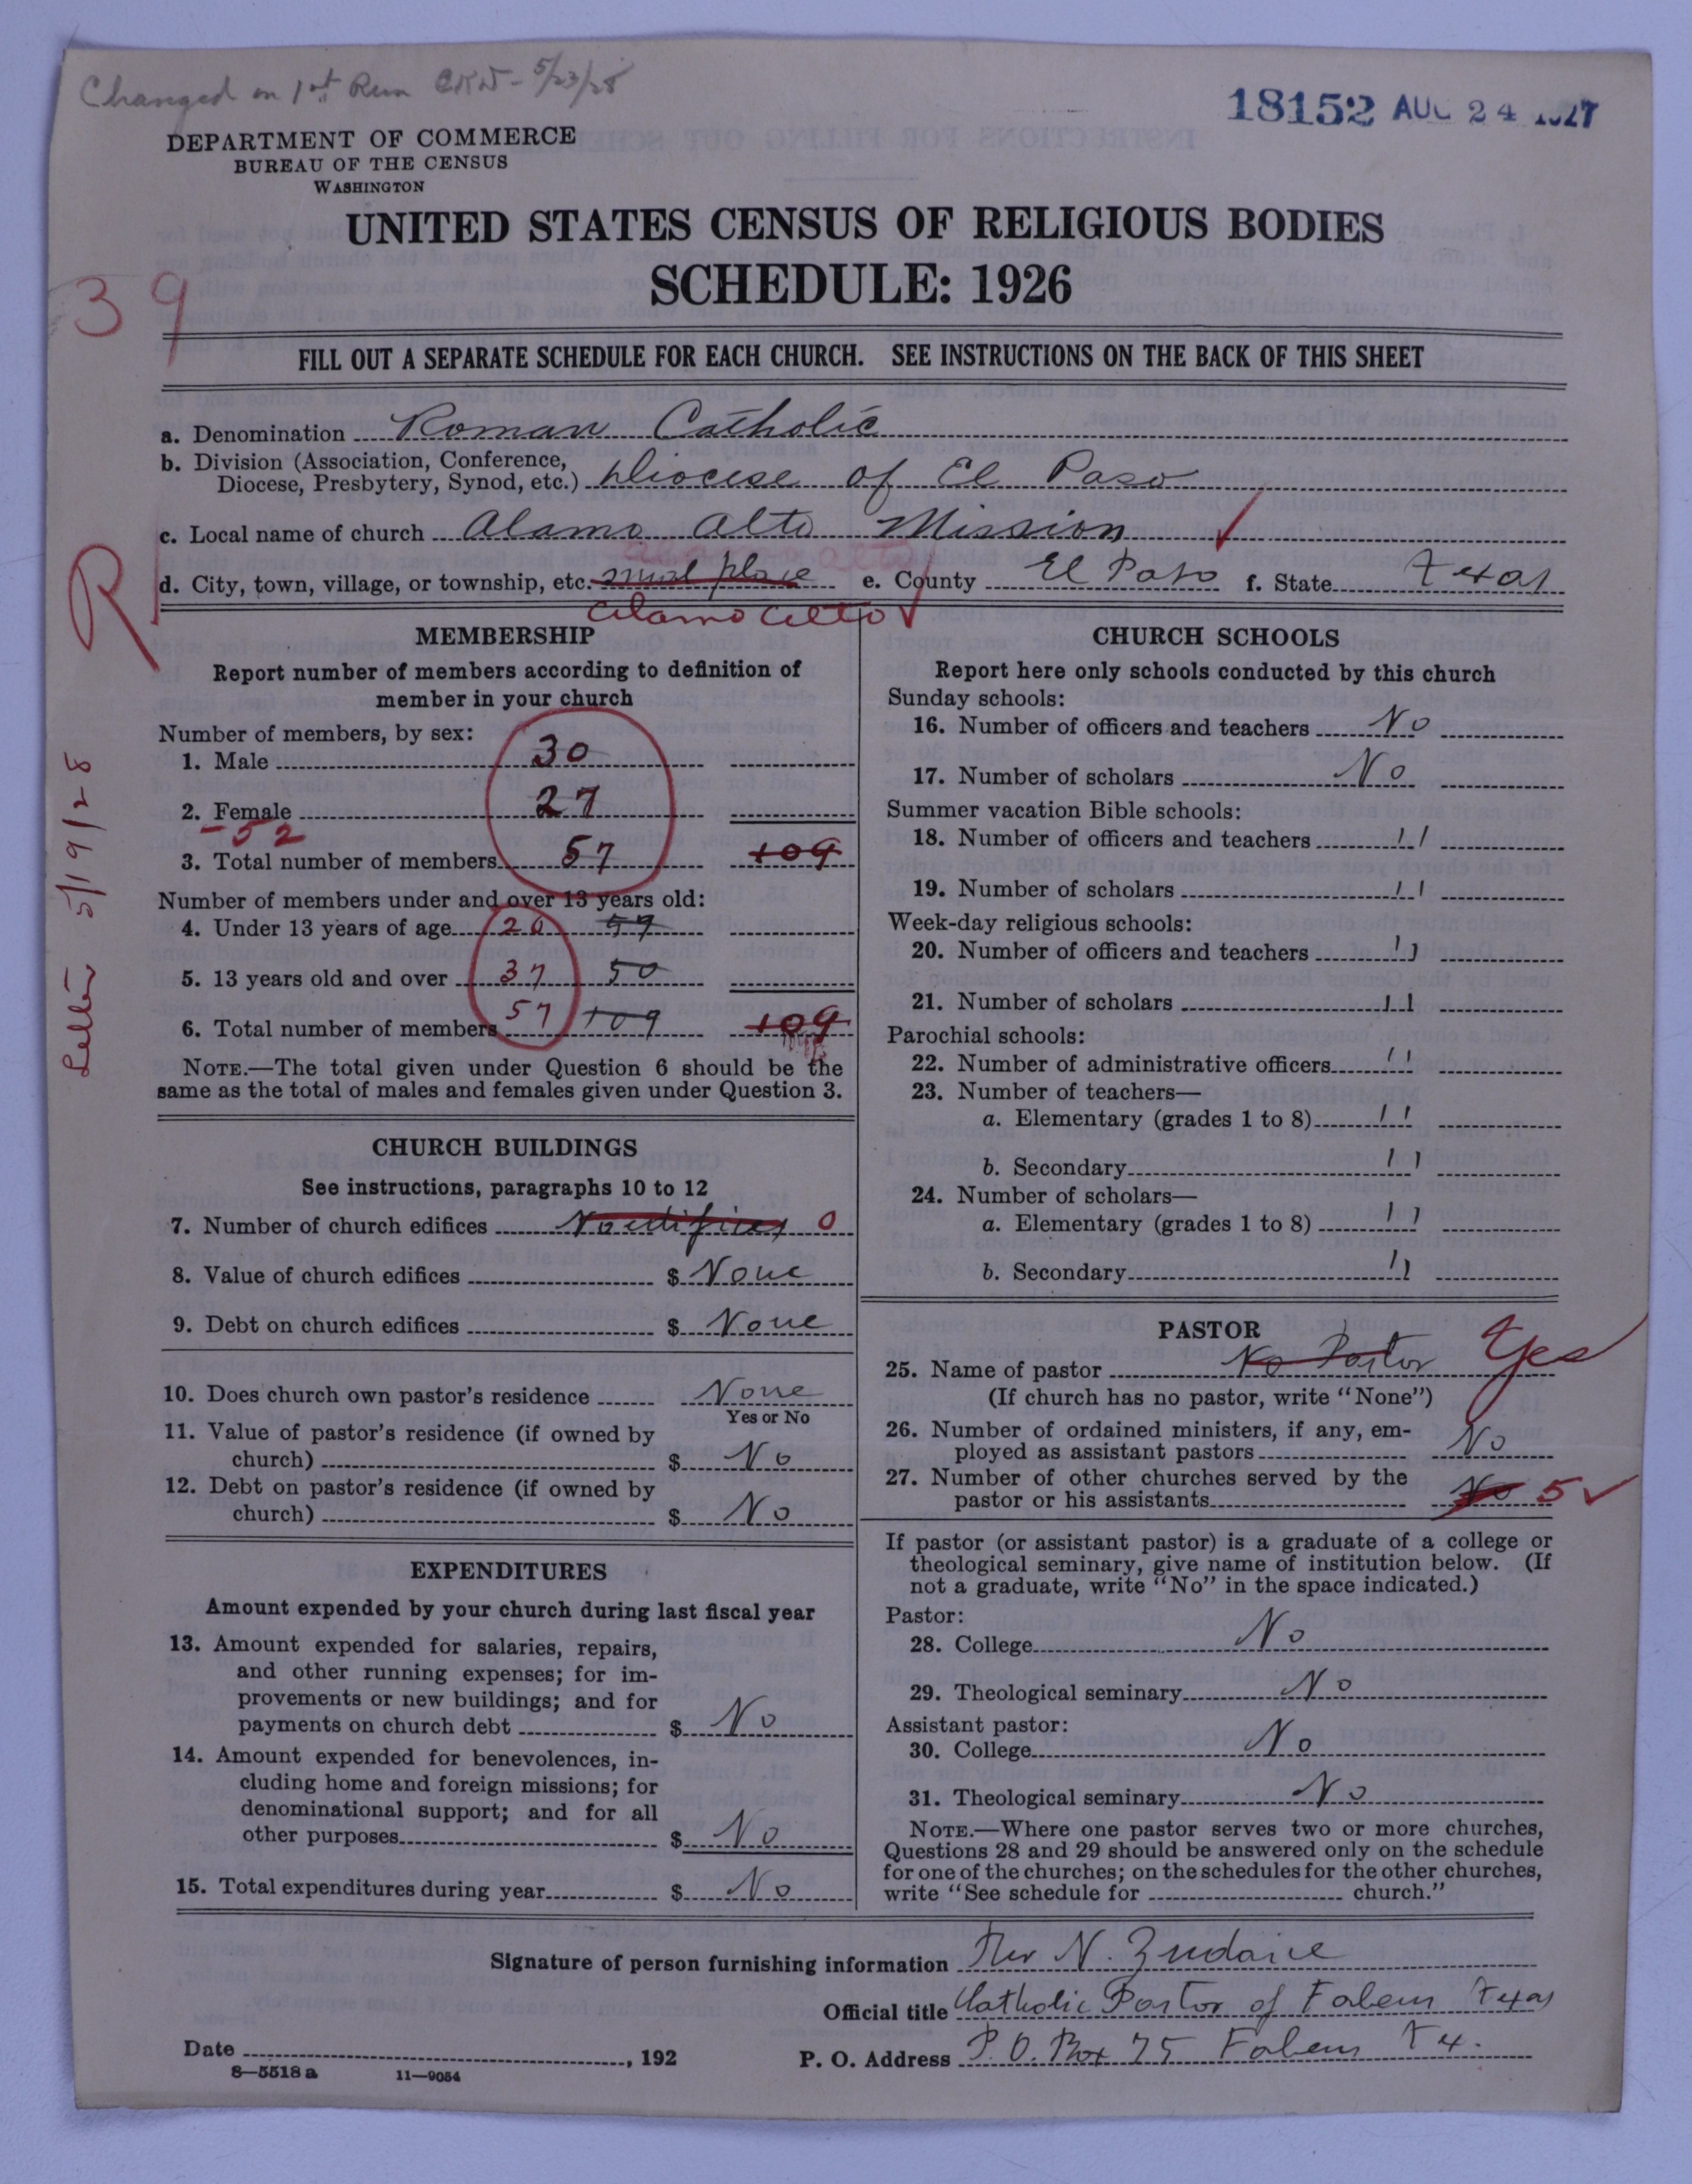 Changed on 1st Run CKW - 5/23/28
18152 AUG 24 1927
DEPARTMENT OF COMMERCE
BUREAU OF THE CENSUS
WASHINGTON
UNITED STATES CENSUS OF RELIGIOUS BODIES
SCHEDULE: 1926
39
FILL OUT A SEPARATE SCHEDULE FOR EACH CHURCH. SEE INSTRUCTIONS ON THE BACK OF THIS SHEET
a. Denomination Roman Catholic
b. Division (Association, Conference,
Diocese, Presbytery, Synod, etc.) Diocese of El Paso
c. Local name of church Alamo Alto Mission
Alamo Alto
R
d. City, town, village, or township, etc. rural place e. County El Paso f. State Texas
Alamo Alto
Letter 5/19/28
MEMBERSHIP
Report number of members according to definition of
member in your church
Number of members, by sex:
1. Male 30
2. Female 27
- 52
3. Total number of members 57 109
Number of members under and over 13 years old:
4. Under 13 years of age 20 59
5. 13 years old and over 37 50
6. Total number of members 57 109 109
NOTE.—The total given under Question 6 should be the
same as the total of males and females given under Question 3.
CHURCH BUILDINGS
See instructions, paragraphs 10 to 12
7. Number of church edifices No edifices 0
8. Value of church edifices $ None
9. Debt on church edifices $ None
10. Does church own pastor's residence None
Yes or No
11. Value of pastor's residence (if owned by
church) $ No
12. Debt on pastor's residence (if owned by
church) $ No
EXPENDITURES
Amount expended by your church during last fiscal year
13. Amount expended for salaries, repairs,
and other running expenses; for im-
provements or new buildings; and for
payments on church debt $ No
14. Amount expended for benevolences, in-
cluding home and foreign missions; for
denominational support; and for all
other purposes $ No
15. Total expenditures during year $ No
CHURCH SCHOOLS
Report here only schools conducted by this church
Sunday schools:
16. Number of officers and teachers No
17. Number of scholars No
Summer vacation Bible schools:
18. Number of officers and teachers 11
19. Number of scholars 11
Week-day religious schools:
20. Number of officers and teachers 11
21. Number of scholars 11
Parochial schools:
22. Number of administrative officers 11
23. Number of teachers—
a. Elementary (grades 1 to 8) 11
b. Secondary 11
24. Number of scholars—
a. Elementary (grades 1 to 8) 11
b. Secondary 11
PASTOR
25. Name of pastor No Pastor Yes
(If church has no pastor, write "None")
26. Number of ordained ministers, if any, em-
ployed as assistant pastors No
27. Number of other churches served by the
pastor or his assistants No 5
If pastor (or assistant pastor) is a graduate of a college or
theological seminary, give name of institution below. (If
not a graduate, write "No" in the space indicated.)
Pastor:
28. College No
29. Theological seminary No
Assistant pastor:
30. College No
31. Theological seminary No
NOTE.—Where one pastor serves two or more churches,
Questions 28 and 29 should be answered only on the schedule
for one of the churches; on the schedules for the other churches,
write "See schedule for church."
Signature of person furnishing information Rev N. Zudaire
Official title Catholic Pastor of Fabens Texas
Date , 192 P. O. Address P. O. Box 75 Fabens Tx.
8—5518 a 11—9054